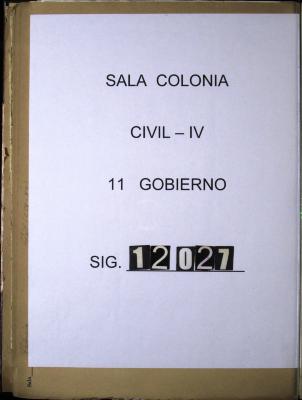 SALA COLONIA
CIVIL – IV
11 GOBIERNO
SIG. 12027